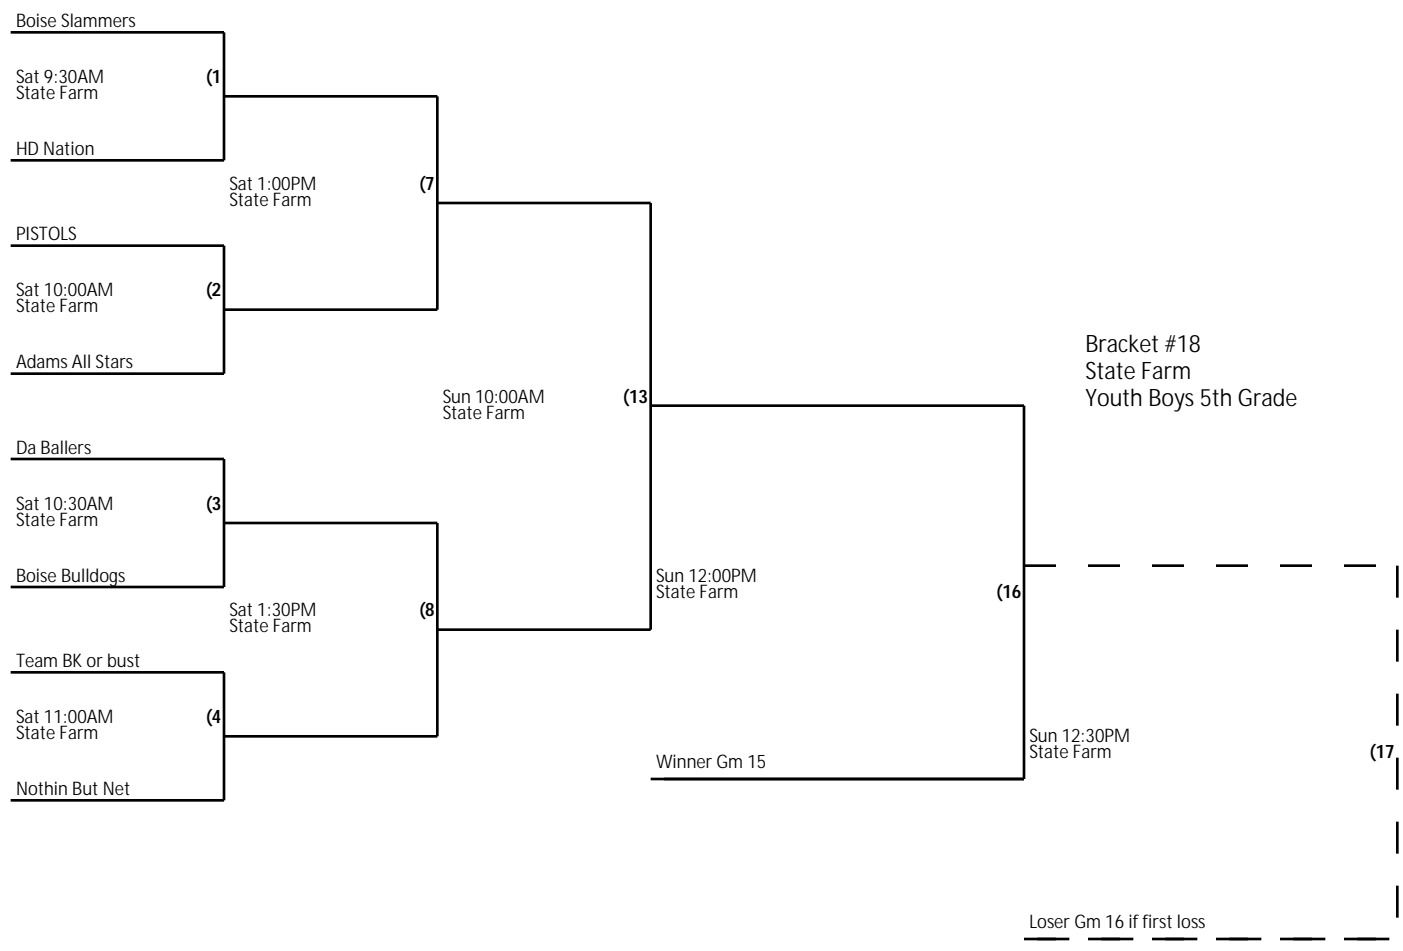 Boise Slammers
Sat 9:30AM
State Farm
(1
HD Nation
Sat 1:00PM
State Farm
(7
PISTOLS
Sat 10:00AM
State Farm
(2
Adams All Stars
Sun 10:00AM
State Farm
(13
Bracket #18
State Farm
Youth Boys 5th Grade
Da Ballers
Sat 10:30AM
State Farm
(3
Boise Bulldogs
Sat 1:30PM
State Farm
(8
Sun 12:00PM
State Farm
(16
Team BK or bust
Sat 11:00AM
State Farm
(4
Nothin But Net
Winner Gm 15
Sun 12:30PM
State Farm
(17
Loser Gm 16 if first loss